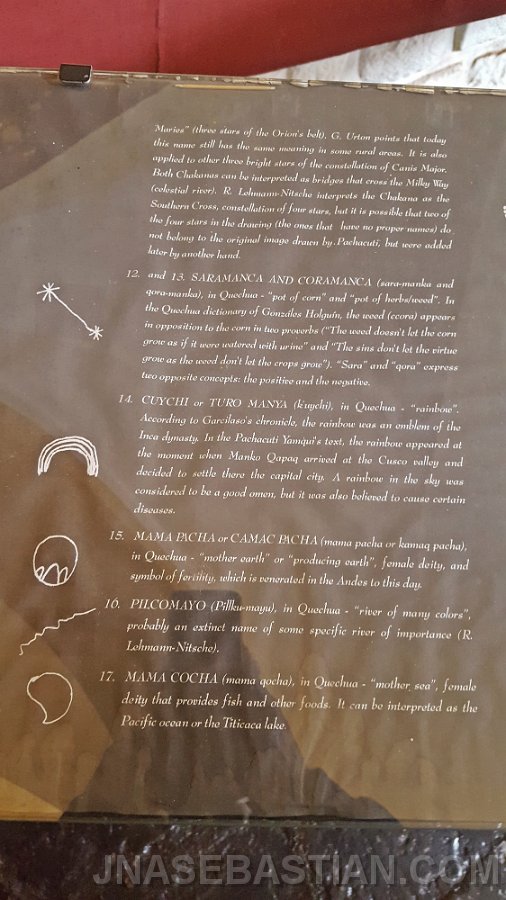 Maries" (three stars of the Orion's belt), G. Urton points that today
this name still has the same meaning in some rural areas. It is also
applied to other three bright stars of the constellation of Canis Major.
Both Chakanas can be interpreted as bridges that cross the Milky Way
(celestial river). R. Lehmann-Nitsche interprets the Chakana as the
Southern Cross, constellation of four stars, but it is possible that two of
the four stars in the drawing (the ones that have no proper names) do
not belong to the original image drawn by Pachacuti, but were added
later by another hand.
12. and 13. SARAMANCA AND CORAMANCA (sara-manka and
qora-manka), in Quechua - "pot of corn" and "pot of herbs/weed". In
the Quechua dictionary of Gonzáles Holguín, the weed (ccora) appears
in opposition to the corn in two proverbs ("The weed doesn't let the corn
grow as if it were watered with urine" and "The sins don't let the virtue
grow as the weed don't let the crops grow"). "Sara" and "qora" express
two opposite concepts: the positive and the negative.
14. CUYCHI or TURO MANYA (k'uychi), in Quechua - "rainbow".
According to Garcilaso's chronicle, the rainbow was an emblem of the
Inca dynasty. In the Pachacuti Yamqui's text, the rainbow appeared at
the moment when Manko Qapaq arrived at the Cusco valley and
decided to settle there the capital city. A rainbow in the sky was
considered to be a good omen, but it was also believed to cause certain
diseases.
15. MAMA PACHA or CAMAC PACHA (mama pacha or kamaq pacha),
in Quechua - "mother earth" or "producing earth", female deity, and
symbol of fertility, which is venerated in the Andes to this day.
16. PILCOMAYO (Pillku-mayu), in Quechua - "river of many colors",
probably an extinct name of some specific river of importance (R.
Lehmann-Nitsche).
17. MAMA COCHA (mama qocha), in Quechua - "mother sea", female
deity that provides fish and other foods. It can be interpreted as the
Pacific ocean or the Titicaca lake.
JNASEBASTIAN.COM